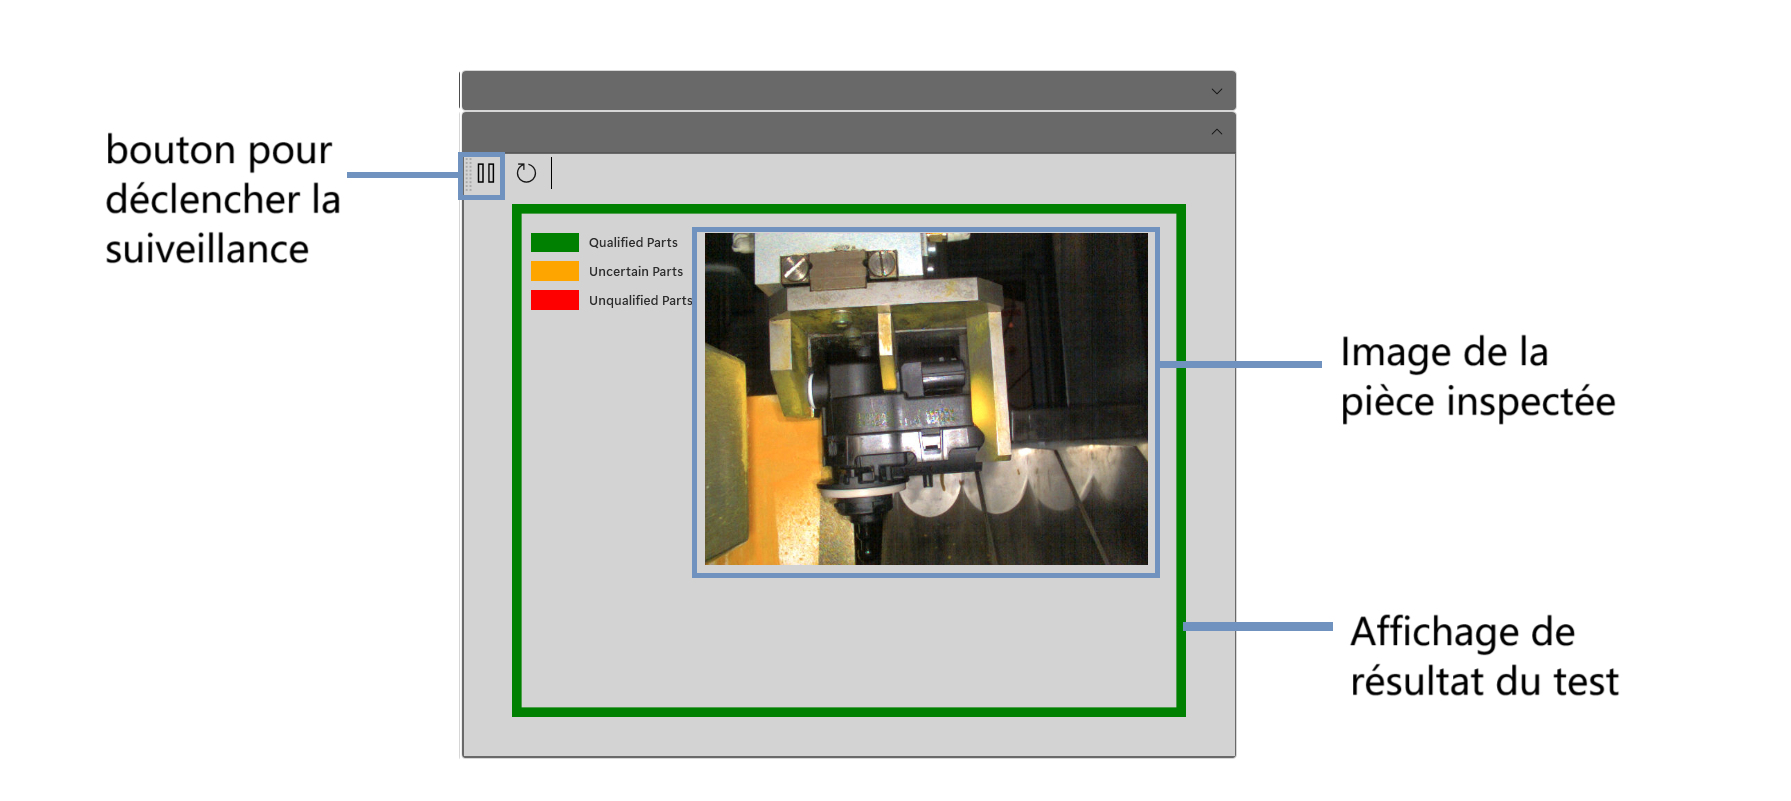 bouton pour
déclencher la
suiveillance
Qualified Parts
Uncertain Parts
Unqualified Parts
Image de la
pièce inspectée
Affichage de
résultat du test